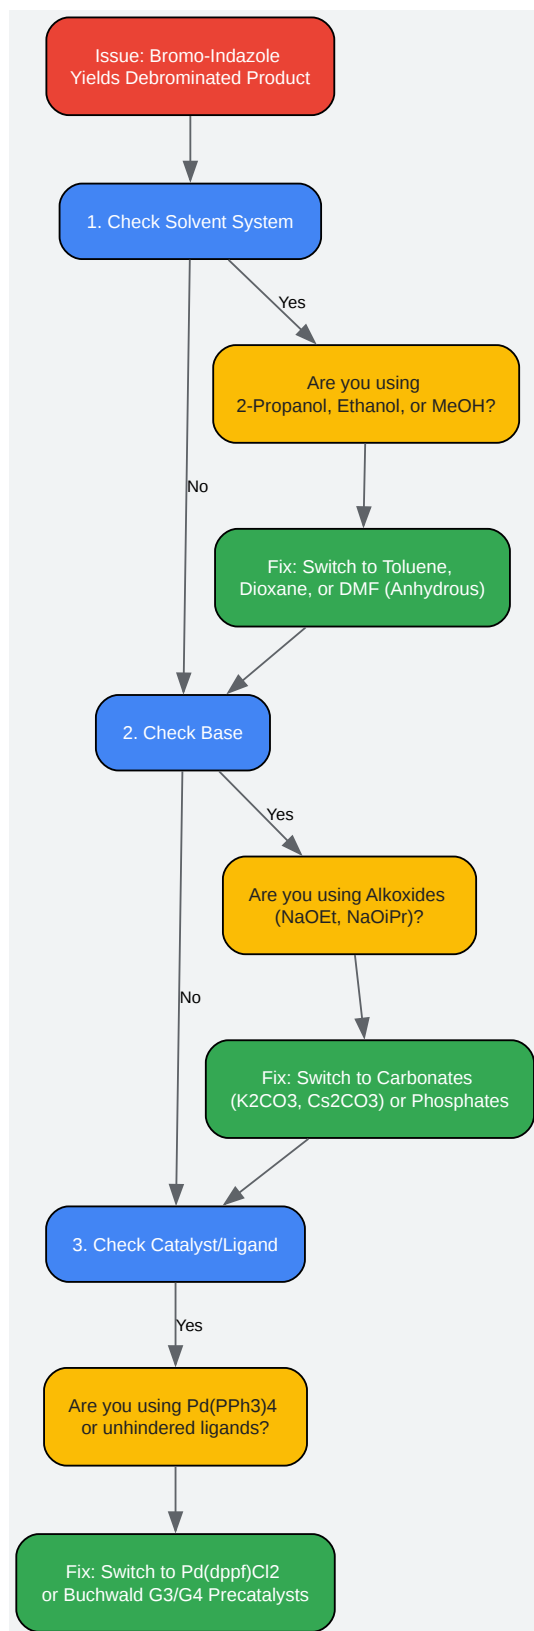 Issue: Bromo-Indazole
Yields Debrominated Product
1. Check Solvent System
Yes
Are you using
2-Propanol, Ethanol, or MeOH?
No
Fix: Switch to Toluene,
Dioxane, or DMF (Anhydrous)
2. Check Base
Yes
Are you using Alkoxides
(NaOEt, NaOiPr)?
No
Fix: Switch to Carbonates
(K2CO3, Cs2CO3) or Phosphates
3. Check Catalyst/Ligand
Yes
Are you using Pd(PPh3)4
or unhindered ligands?
Fix: Switch to Pd(dppf)Cl2
or Buchwald G3/G4 Precatalysts